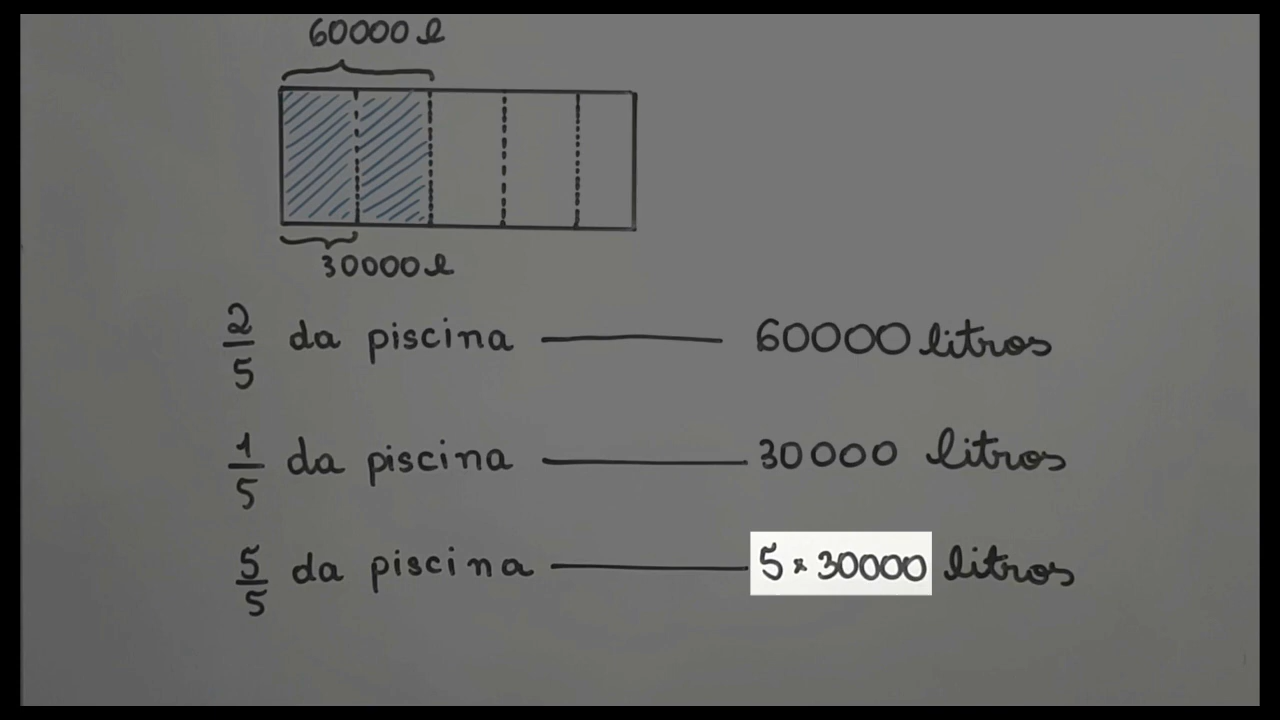 60000 l
30000 l
2/5 da piscina — 60000 litros
1/5 da piscina — 30000 litros
5/5 da piscina — 5 × 30000 litros